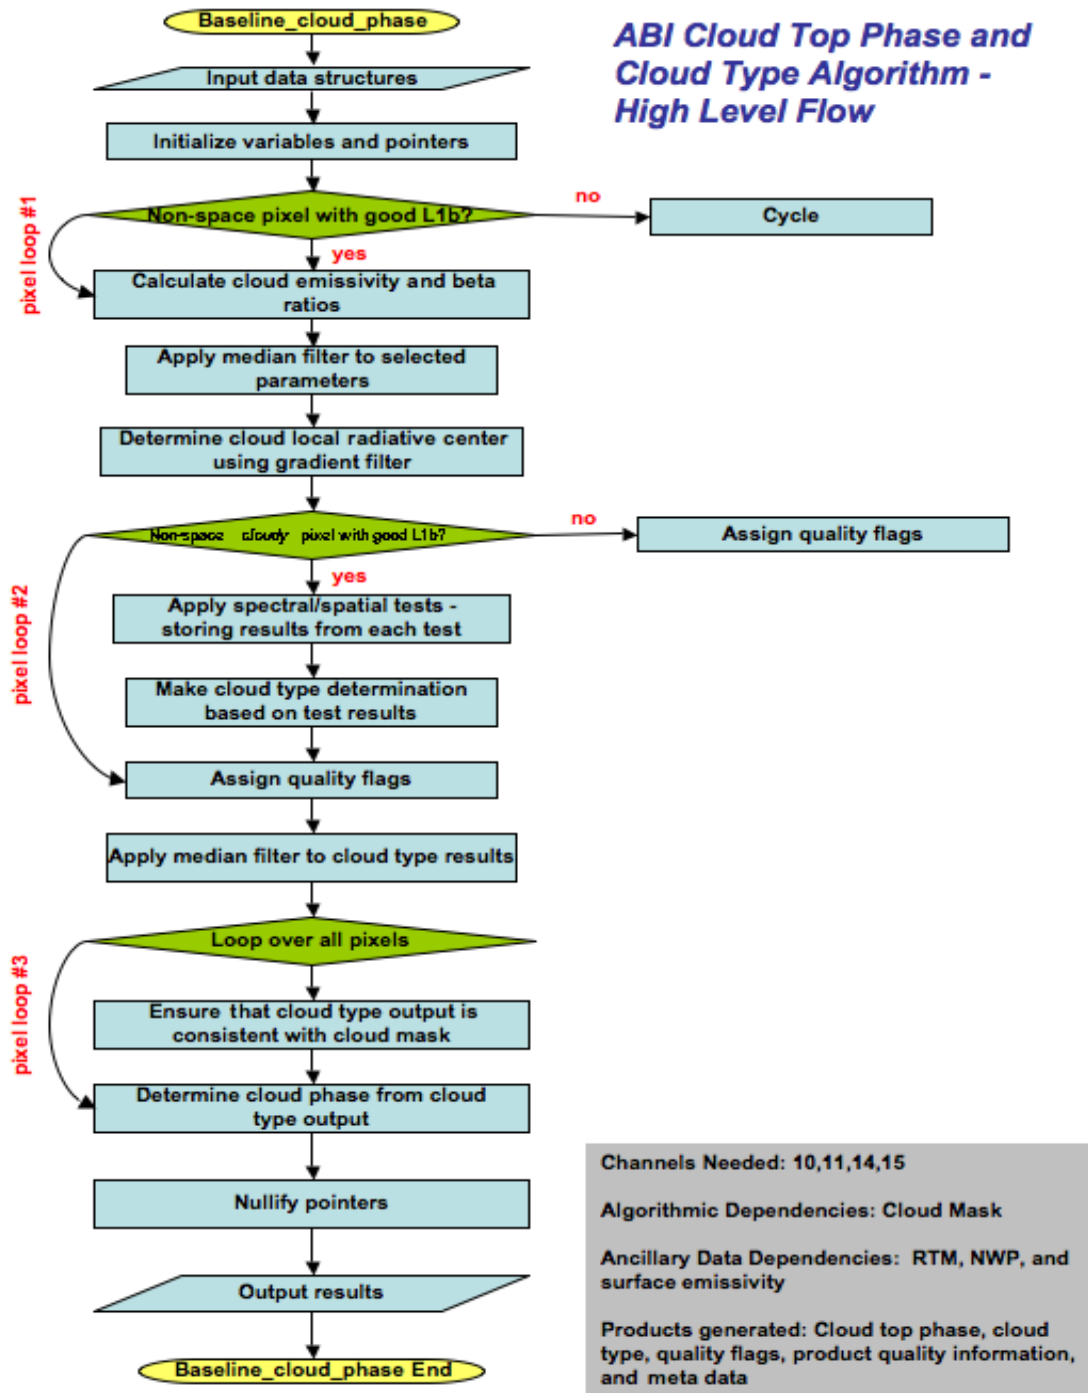 Baseline_cloud_phase
ABI Cloud Top Phase and
Cloud Type Algorithm -
High Level Flow
Input data structures
Initialize variables and pointers
pixel loop #1
Non-space pixel with good L1b?
no
Cycle
yes
Calculate cloud emissivity and beta
ratios
Apply median filter to selected
parameters
Determine cloud local radiative center
using gradient filter
pixel loop #2
Non-space cloudy pixel with good L1b?
no
Assign quality flags
yes
Apply spectral/spatial tests -
storing results from each test
Make cloud type determination
based on test results
Assign quality flags
Apply median filter to cloud type results
pixel loop #3
Loop over all pixels
Ensure that cloud type output is
consistent with cloud mask
Determine cloud phase from cloud
type output
Nullify pointers
Output results
Baseline_cloud_phase End
Channels Needed: 10,11,14,15
Algorithmic Dependencies: Cloud Mask
Ancillary Data Dependencies: RTM, NWP, and
surface emissivity
Products generated: Cloud top phase, cloud
type, quality flags, product quality information,
and meta data